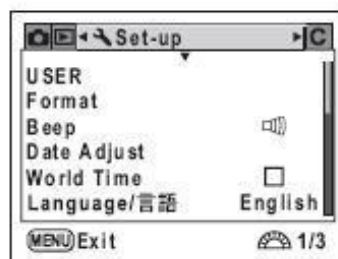 Set-up C
USER
Format
Beep
Date Adjust
World Time
Language/言語 English
MENU Exit 1/3